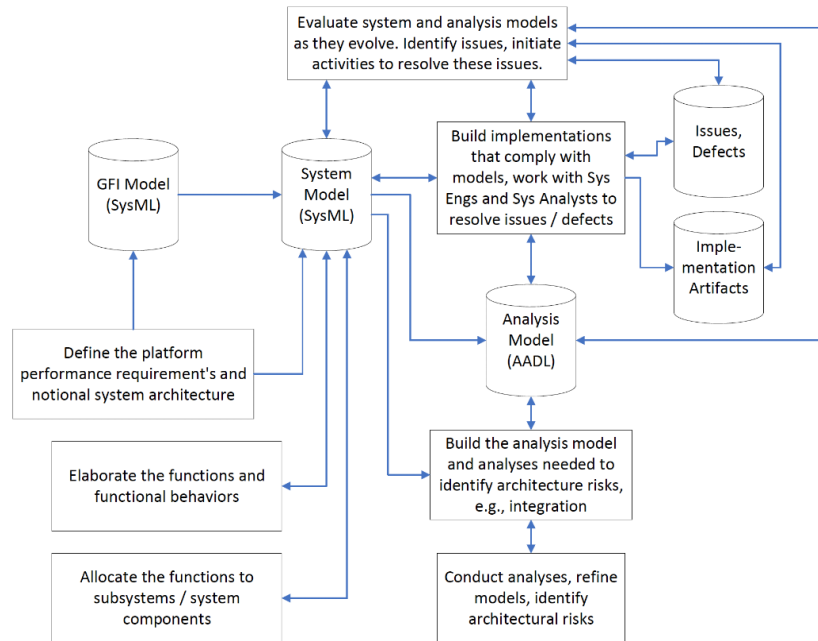 Evaluate system and analysis models
as they evolve. Identify issues, initiate
activities to resolve these issues.
Build implementations
that comply with
models, work with Sys
Engs and Sys Analysts to
resolve issues / defects
Issues,
Defects
GFI Model
(SysML)
System
Model
(SysML)
Imple-
mentation
Artifacts
Analysis
Model
(AADL)
Define the platform
performance requirement's and
notional system architecture
Build the analysis model
and analyses needed to
identify architecture risks,
e.g., integration
Elaborate the functions and
functional behaviors
Allocate the functions to
subsystems / system
components
Conduct analyses, refine
models, identify
architectural risks